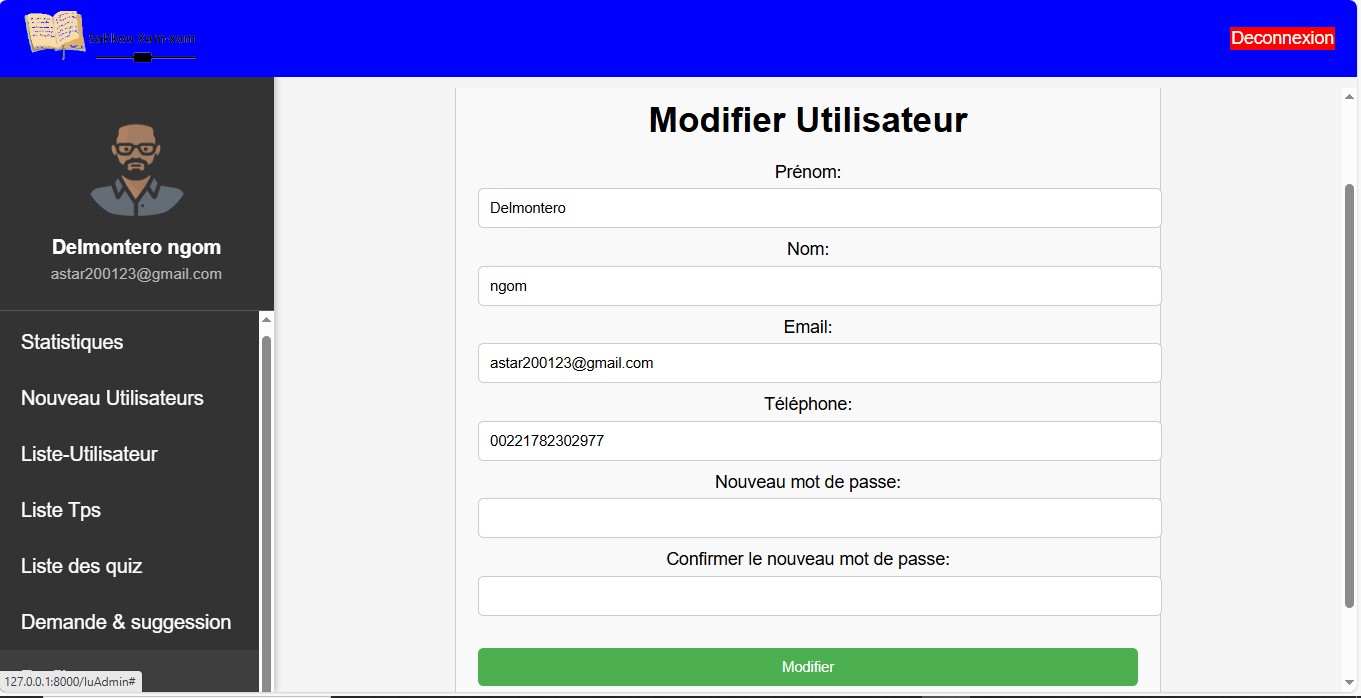 Sakkou Xam-xam
Deconnexion
Delmontero ngom
astar200123@gmail.com
Statistiques
Nouveau Utilisateurs
Liste-Utilisateur
Liste Tps
Liste des quiz
Demande & suggession
127.0.0.1:8000/luAdmin#
Modifier Utilisateur
Prénom:
Delmontero
Nom:
ngom
Email:
astar200123@gmail.com
Téléphone:
00221782302977
Nouveau mot de passe:
Confirmer le nouveau mot de passe:
Modifier